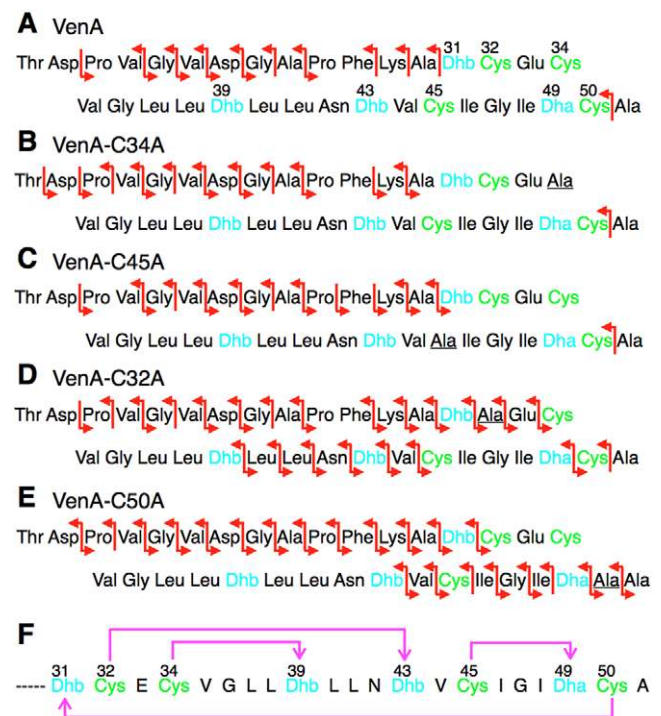 A VenA
31 32 34
Thr Asp Pro Val Gly Val Asp Gly Ala Pro Phe Lys Ala Dhb Cys Glu Cys
39 43 45 49 50
Val Gly Leu Leu Dhb Leu Leu Asn Dhb Val Cys Ile Gly Ile Dha Cys Ala
B VenA-C34A
Thr Asp Pro Val Gly Val Asp Gly Ala Pro Phe Lys Ala Dhb Cys Glu Ala
Val Gly Leu Leu Dhb Leu Leu Asn Dhb Val Cys Ile Gly Ile Dha Cys Ala
C VenA-C45A
Thr Asp Pro Val Gly Val Asp Gly Ala Pro Phe Lys Ala Dhb Cys Glu Cys
Val Gly Leu Leu Dhb Leu Leu Asn Dhb Val Ala Ile Gly Ile Dha Cys Ala
D VenA-C32A
Thr Asp Pro Val Gly Val Asp Gly Ala Pro Phe Lys Ala Dhb Ala Glu Cys
Val Gly Leu Leu Dhb Leu Leu Asn Dhb Val Cys Ile Gly Ile Dha Cys Ala
E VenA-C50A
Thr Asp Pro Val Gly Val Asp Gly Ala Pro Phe Lys Ala Dhb Cys Glu Cys
Val Gly Leu Leu Dhb Leu Leu Asn Dhb Val Cys Ile Gly Ile Dha Ala Ala
F
31 32 34 39 43 45 49 50
----- Dhb Cys E Cys V G L L Dhb L L N Dhb V Cys I G I Dha Cys A